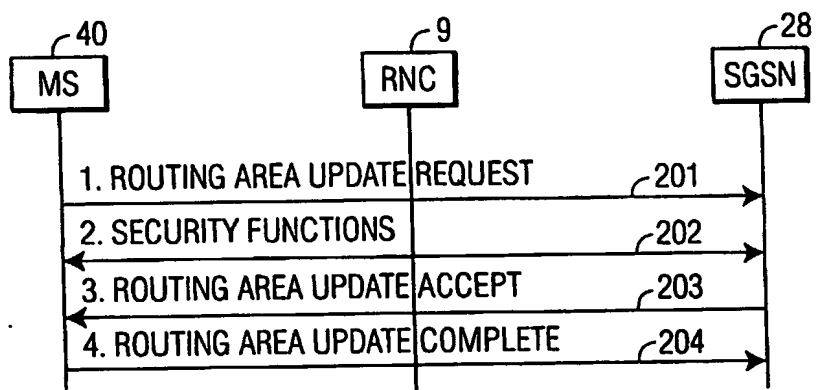 40 9 28
MS RNC SGSN
1. ROUTING AREA UPDATE REQUEST 201
2. SECURITY FUNCTIONS 202
3. ROUTING AREA UPDATE ACCEPT 203
4. ROUTING AREA UPDATE COMPLETE 204